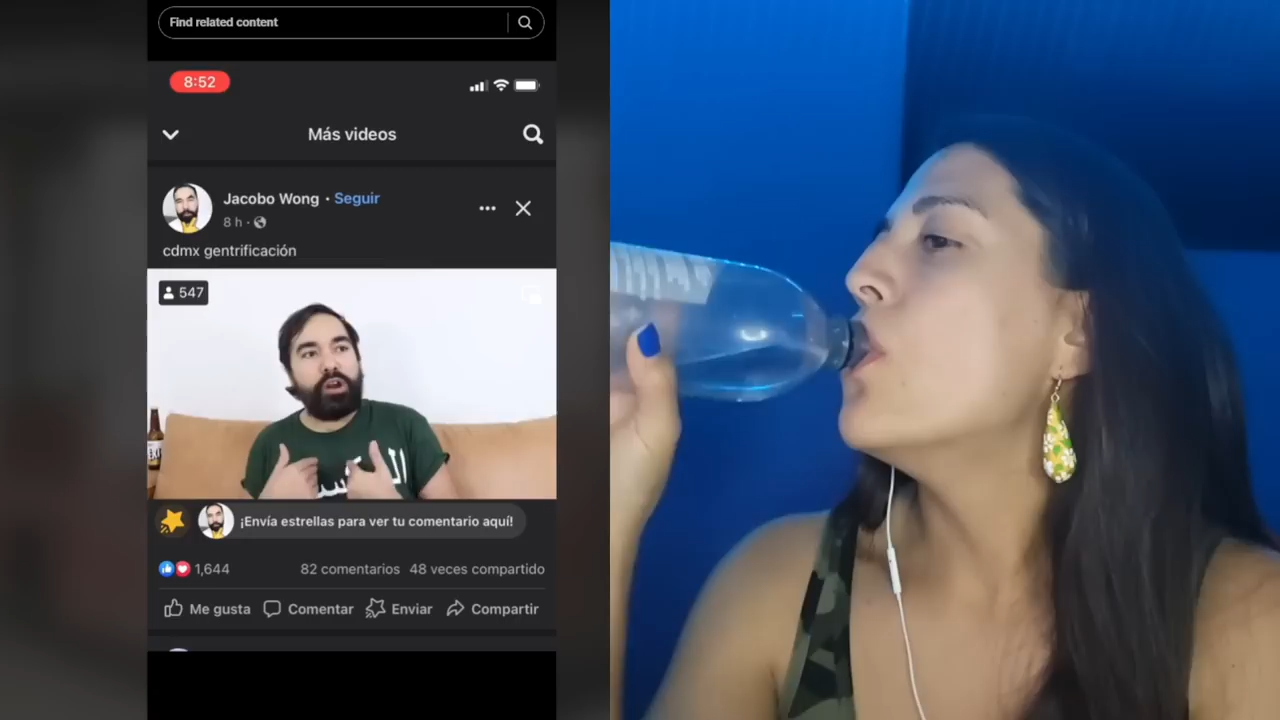 Find related content
8:52
Más videos
Jacobo Wong · Seguir
8 h ·
cdmx gentrificación
547
¡Envía estrellas para ver tu comentario aquí!
1,644
82 comentarios 48 veces compartido
Me gusta Comentar Enviar Compartir